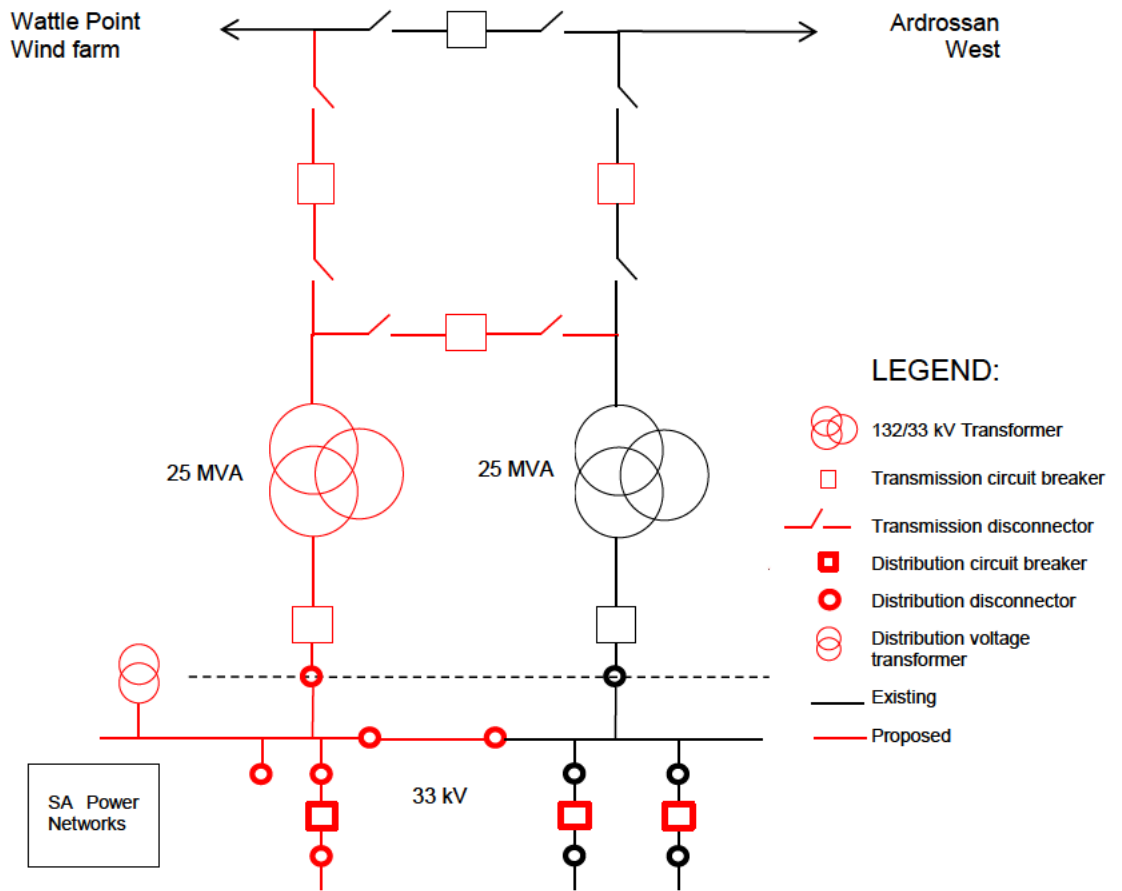 Wattle Point
Wind farm
Ardrossan
West
25 MVA
25 MVA
LEGEND:
132/33 kV Transformer
Transmission circuit breaker
Transmission disconnector
Distribution circuit breaker
Distribution disconnector
Distribution voltage
transformer
Existing
Proposed
33 kV
SA Power
Networks